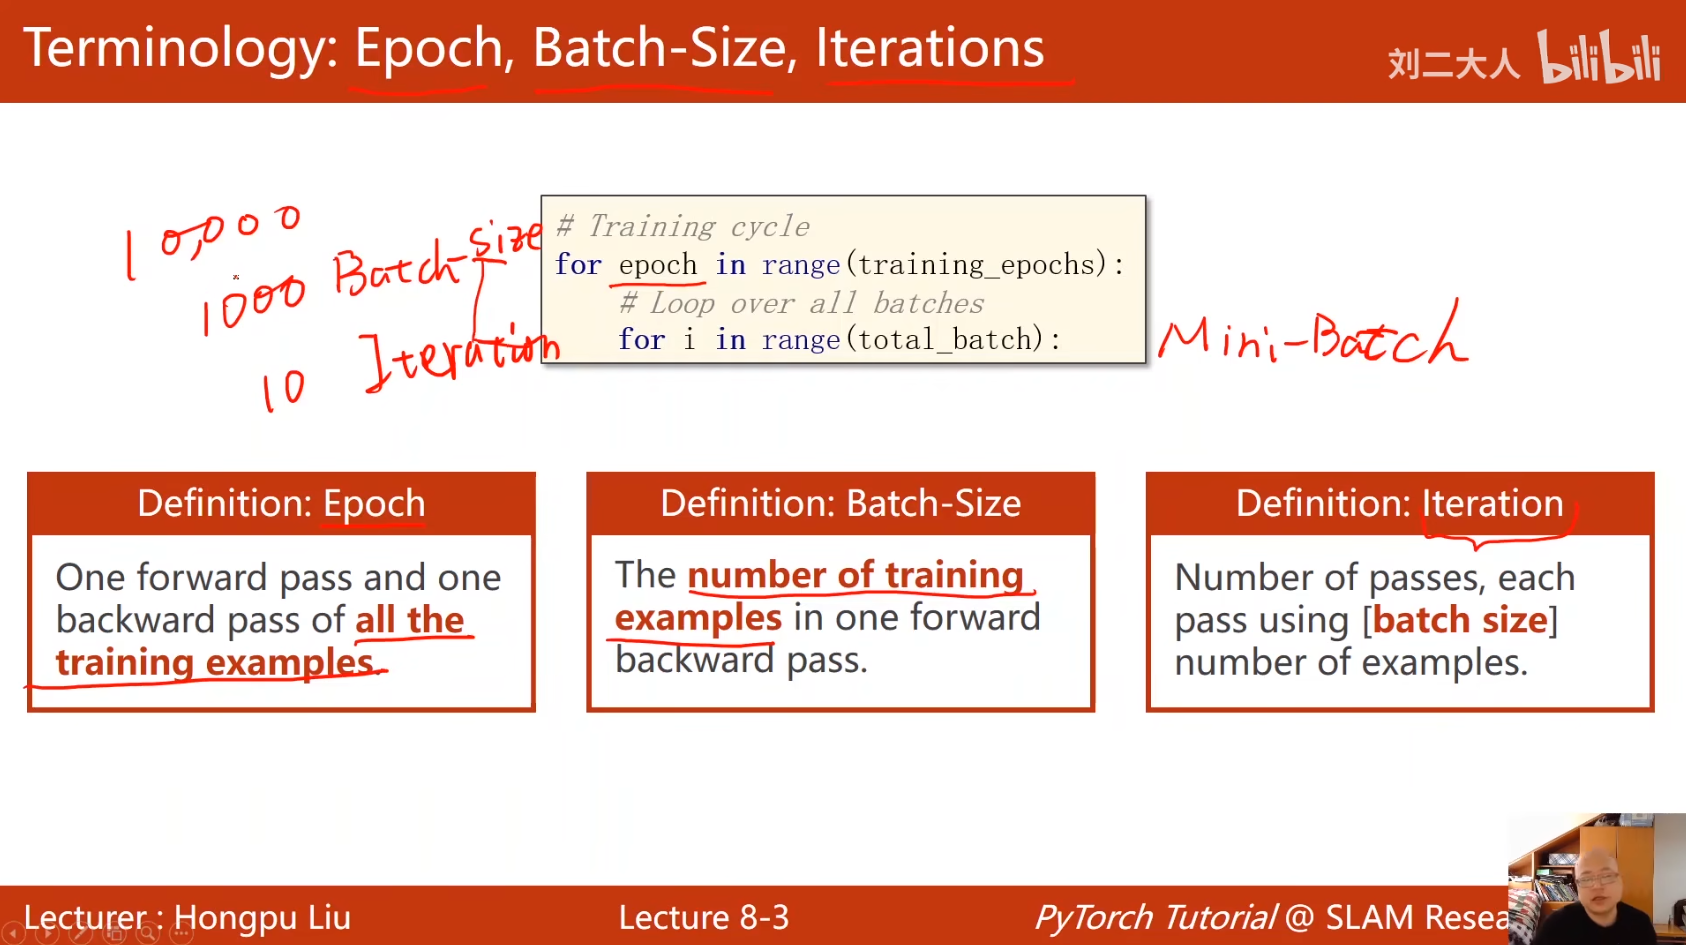 Terminology: Epoch, Batch-Size, Iterations
刘二大人 bilibili
10,000
1000 Batch-size
10 Iteration
# Training cycle
for epoch in range(training_epochs):
# Loop over all batches
for i in range(total_batch):
Mini-Batch
Definition: Epoch
One forward pass and one
backward pass of all the
training examples.
Definition: Batch-Size
The number of training
examples in one forward
backward pass.
Definition: Iteration
Number of passes, each
pass using [batch size]
number of examples.
Lecturer : Hongpu Liu
Lecture 8-3
PyTorch Tutorial @ SLAM Resea